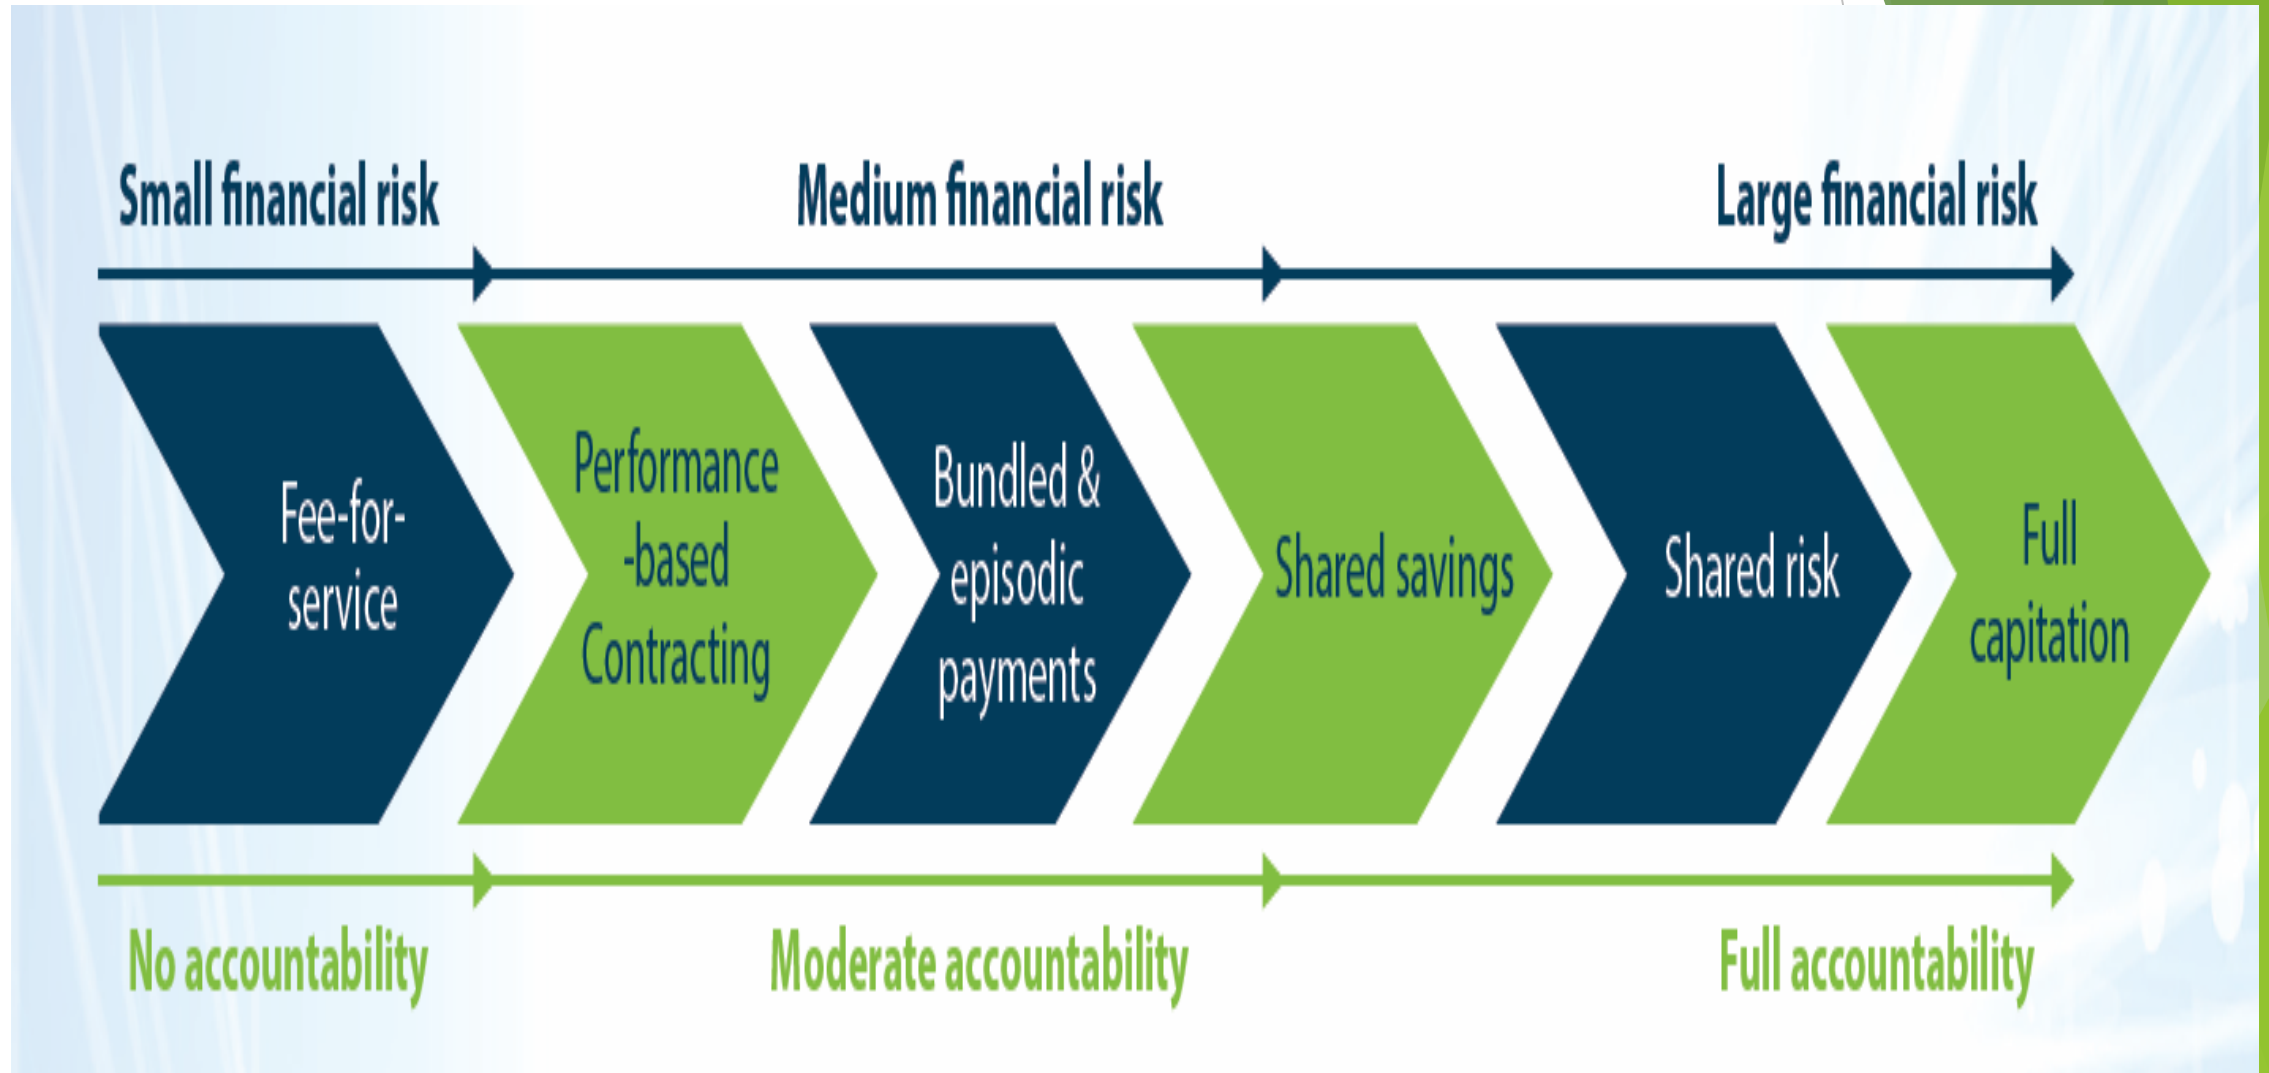 Small financial risk
Medium financial risk
Large financial risk
Fee-for-
service
Performance
-based
Contracting
Bundled &
episodic
payments
Shared savings
Shared risk
Full
capitation
No accountability
Moderate accountability
Full accountability